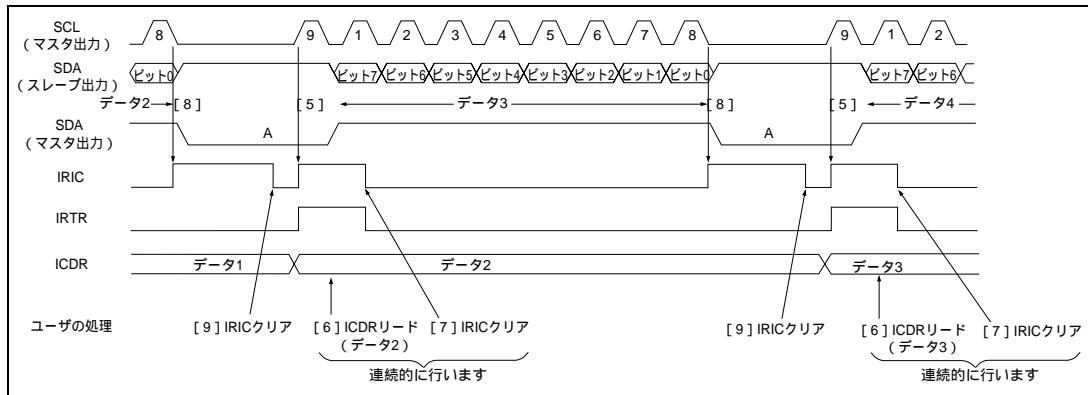 SCL
（マスタ出力）
8 9 1 2 3 4 5 6 7 8 9 1 2
SDA
（スレーブ出力）
ビット0 ビット7 ビット6 ビット5 ビット4 ビット3 ビット2 ビット1 ビット0 ビット7 ビット6
データ2 [ 8 ] [ 5 ] データ3 [ 8 ] [ 5 ] データ4
SDA
（マスタ出力）
A A
IRIC
IRTR
ICDR データ1 データ2 データ3
ユーザの処理 [ 9 ] IRICクリア [ 6 ] ICDRリード [ 7 ] IRICクリア [ 9 ] IRICクリア [ 6 ] ICDRリード [ 7 ] IRICクリア
（データ2） （データ3）
連続的に行います 連続的に行います